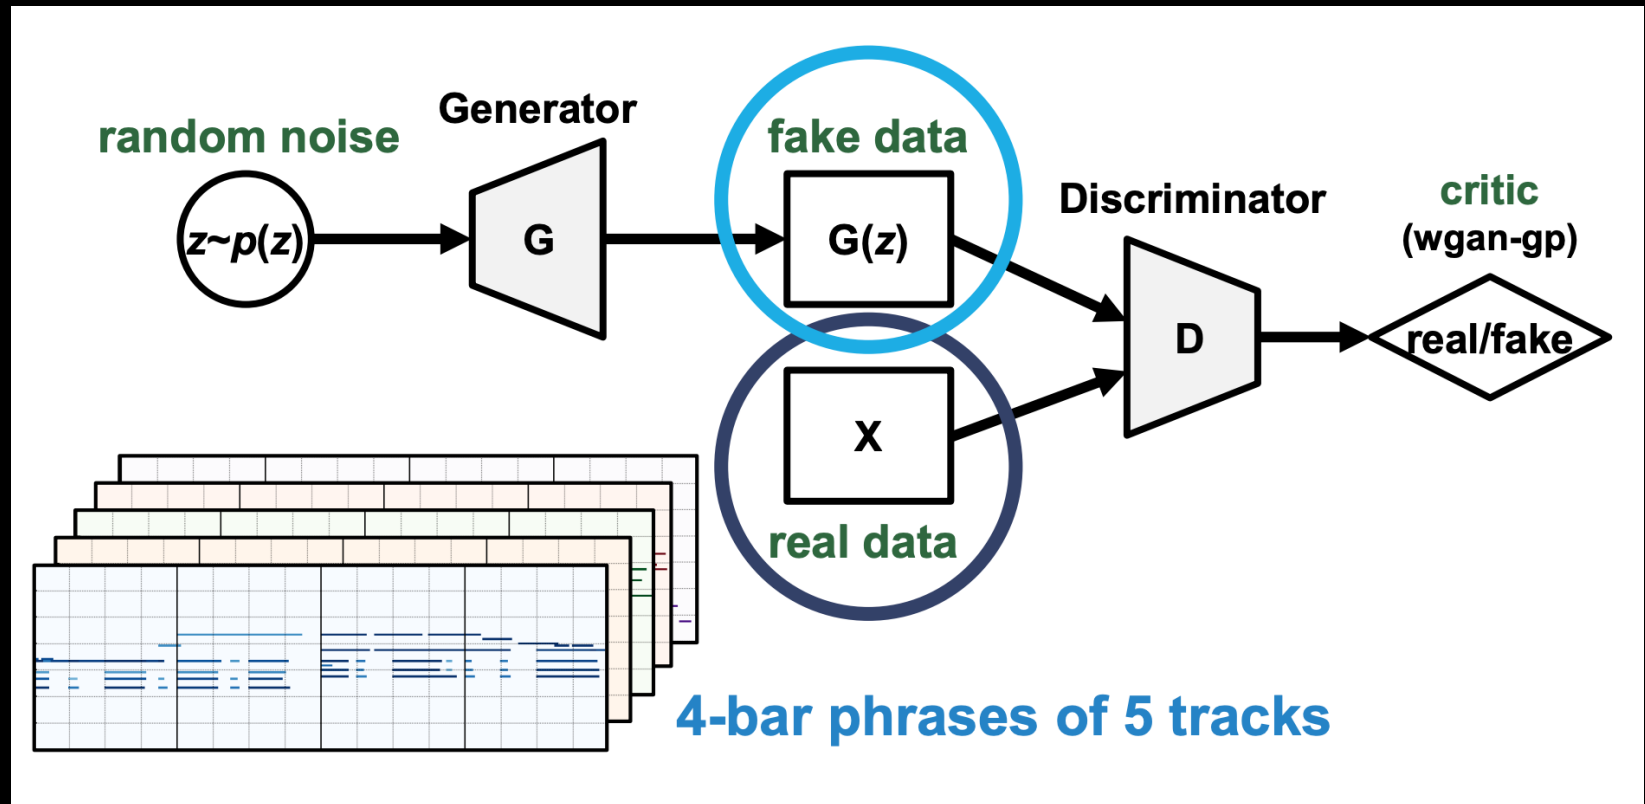 random noise
Generator
fake data
Discriminator
critic
(wgan-gp)
z~p(z)
G
G(z)
D
real/fake
X
real data
4-bar phrases of 5 tracks